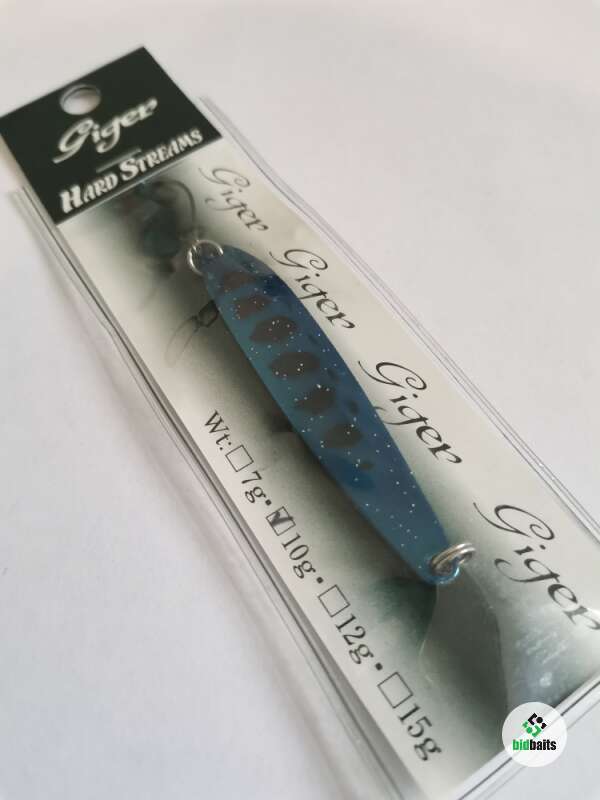 Giger
HARD STREAMS
Giger
Giger
Giger
Giger
Wt: 7g • 10g • 12g • 15g
bidbaits